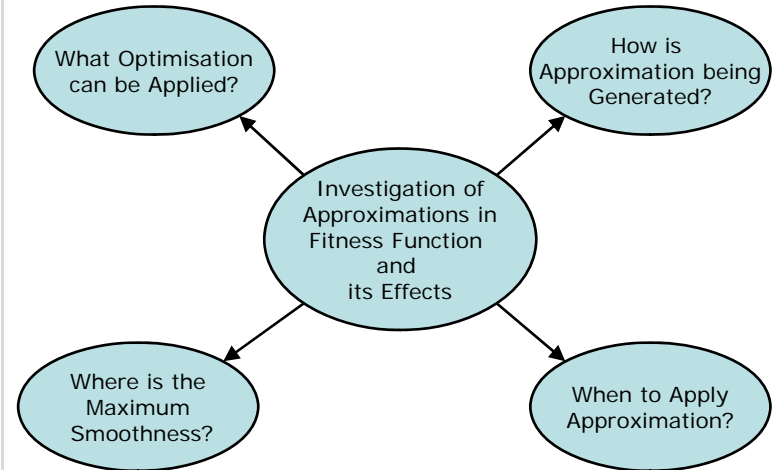 What Optimisation
can be Applied?
How is
Approximation being
Generated?
Investigation of
Approximations in
Fitness Function
and
its Effects
Where is the
Maximum
Smoothness?
When to Apply
Approximation?